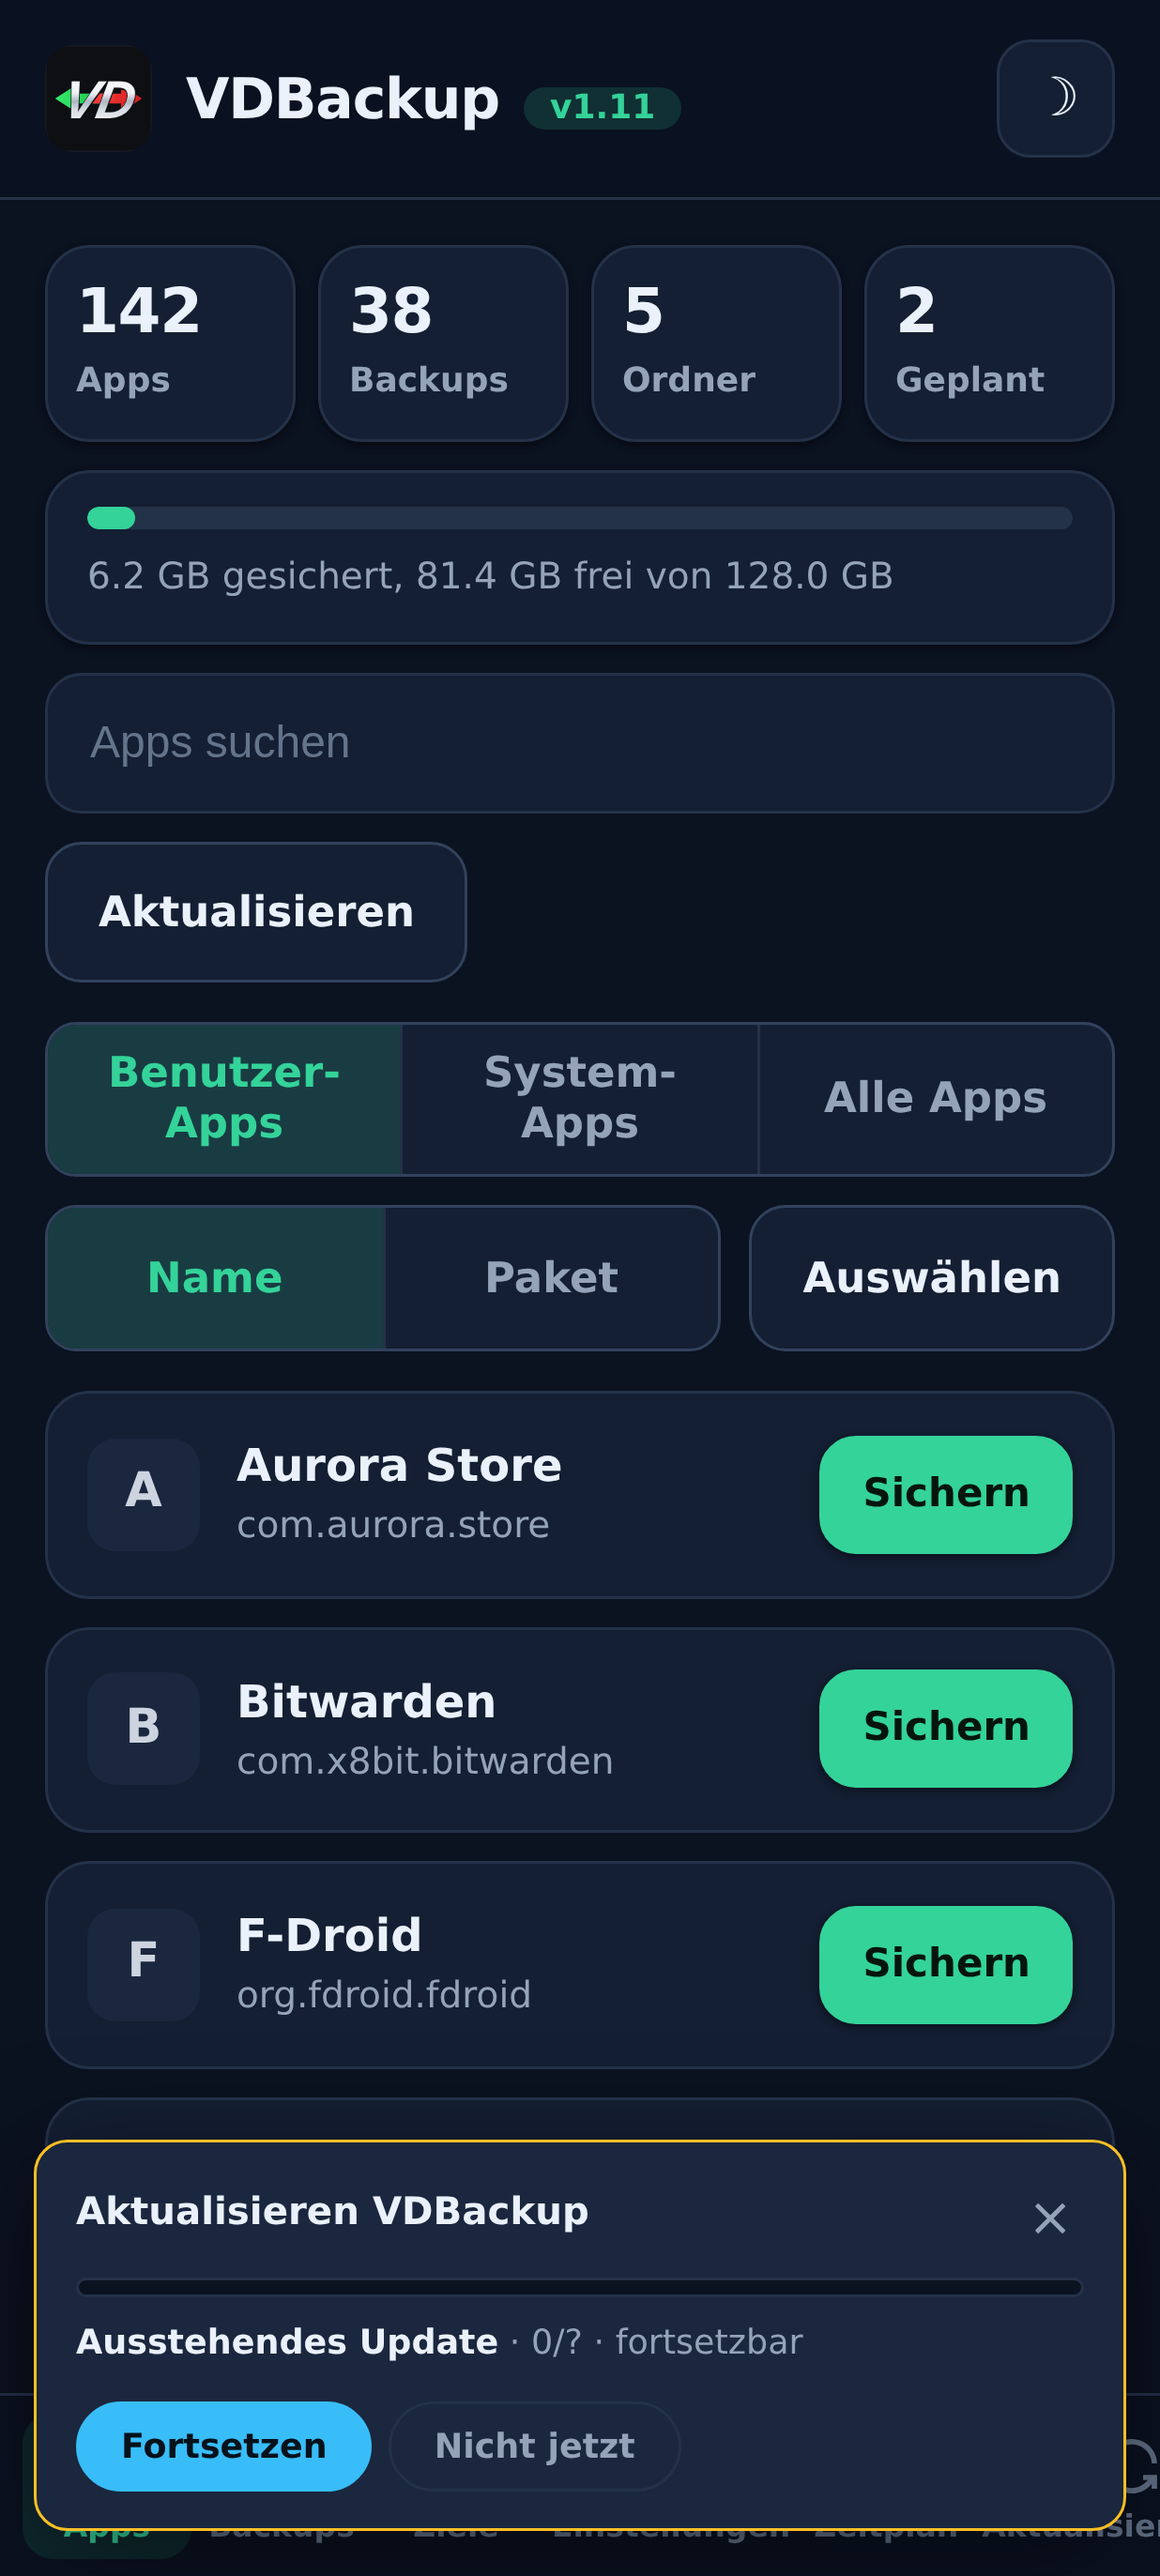 VD
VDBackup v1.11
142
Apps
38
Backups
5
Ordner
2
Geplant
6.2 GB gesichert, 81.4 GB frei von 128.0 GB
Apps suchen
Aktualisieren
Benutzer-
Apps
System-
Apps
Alle Apps
Name
Paket
Auswählen
A
Aurora Store
com.aurora.store
Sichern
B
Bitwarden
com.x8bit.bitwarden
Sichern
F
F-Droid
org.fdroid.fdroid
Sichern
Aktualisieren VDBackup
×
Ausstehendes Update · 0/? · fortsetzbar
Fortsetzen
Nicht jetzt